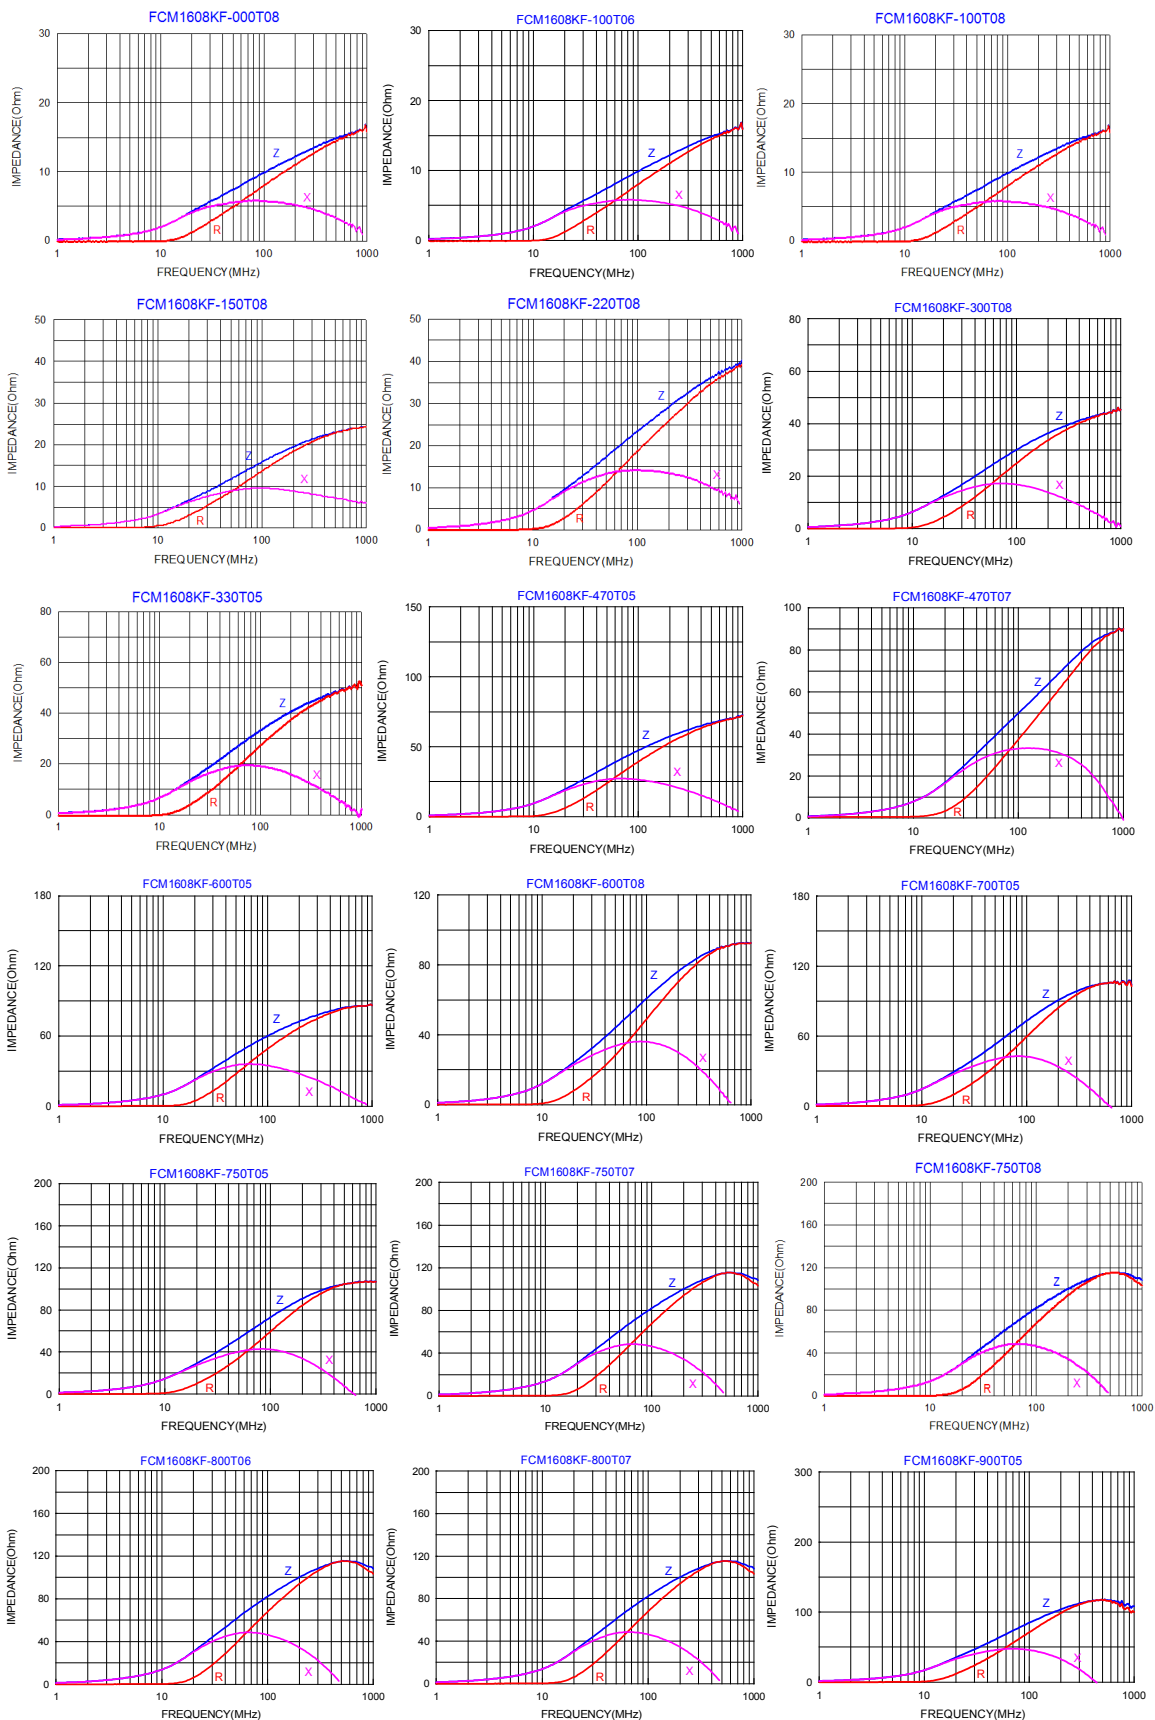 FCM1608KF-000T08
IMPEDANCE(Ohm)
30
20
10
0
Z
X
R
1
10
100
1000
FREQUENCY(MHz)
FCM1608KF-100T06
IMPEDANCE(Ohm)
30
20
10
0
Z
X
R
1
10
100
1000
FREQUENCY(MHz)
FCM1608KF-100T08
IMPEDANCE(Ohm)
30
20
10
0
Z
X
R
1
10
100
1000
FREQUENCY(MHz)
FCM1608KF-150T08
IMPEDANCE(Ohm)
50
40
30
20
10
0
Z
X
R
1
10
100
1000
FREQUENCY(MHz)
FCM1608KF-220T08
IMPEDANCE(Ohm)
50
40
30
20
10
0
Z
X
R
1
10
100
1000
FREQUENCY(MHz)
FCM1608KF-300T08
IMPEDANCE(Ohm)
80
60
40
20
0
Z
X
R
1
10
100
1000
FREQUENCY(MHz)
FCM1608KF-330T05
IMPEDANCE(Ohm)
80
60
40
20
0
Z
X
R
1
10
100
1000
FREQUENCY(MHz)
FCM1608KF-470T05
IMPEDANCE(Ohm)
150
100
50
0
Z
X
R
1
10
100
1000
FREQUENCY(MHz)
FCM1608KF-470T07
IMPEDANCE(Ohm)
100
80
60
40
20
0
Z
X
R
1
10
100
1000
FREQUENCY(MHz)
FCM1608KF-600T05
IMPEDANCE(Ohm)
180
120
60
0
Z
X
R
1
10
100
1000
FREQUENCY(MHz)
FCM1608KF-600T08
IMPEDANCE(Ohm)
120
80
40
0
Z
X
R
1
10
100
1000
FREQUENCY(MHz)
FCM1608KF-700T05
IMPEDANCE(Ohm)
180
120
60
0
Z
X
R
1
10
100
1000
FREQUENCY(MHz)
FCM1608KF-750T05
IMPEDANCE(Ohm)
200
160
120
80
40
0
Z
X
R
1
10
100
1000
FREQUENCY(MHz)
FCM1608KF-750T07
IMPEDANCE(Ohm)
200
160
120
80
40
0
Z
X
R
1
10
100
1000
FREQUENCY(MHz)
FCM1608KF-750T08
IMPEDANCE(Ohm)
200
160
120
80
40
0
Z
X
R
1
10
100
1000
FREQUENCY(MHz)
FCM1608KF-800T06
IMPEDANCE(Ohm)
200
160
120
80
40
0
Z
X
R
1
10
100
1000
FREQUENCY(MHz)
FCM1608KF-800T07
IMPEDANCE(Ohm)
200
160
120
80
40
0
Z
X
R
1
10
100
1000
FREQUENCY(MHz)
FCM1608KF-900T05
IMPEDANCE(Ohm)
300
200
100
0
Z
X
R
1
10
100
1000
FREQUENCY(MHz)